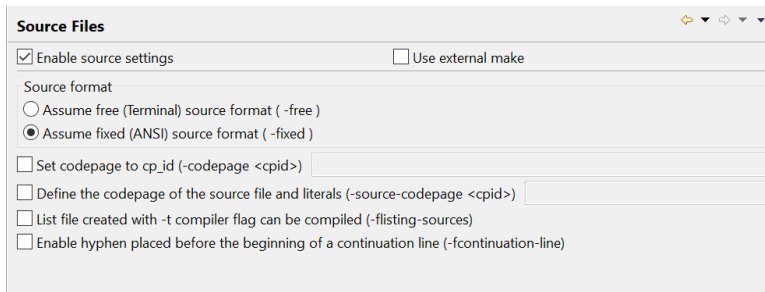 Source Files
Enable source settings Use external make
Source format
Assume free (Terminal) source format ( -free )
Assume fixed (ANSI) source format ( -fixed )
Set codepage to cp_id (-codepage <cpid>)
Define the codepage of the source file and literals (-source-codepage <cpid>)
List file created with -t compiler flag can be compiled (-flisting-sources)
Enable hyphen placed before the beginning of a continuation line (-fcontinuation-line)